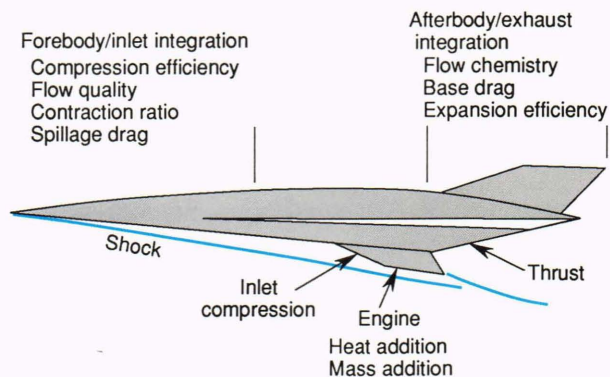 Forebody/inlet integration
Compression efficiency
Flow quality
Contraction ratio
Spillage drag
Afterbody/exhaust
integration
Flow chemistry
Base drag
Expansion efficiency
Shock
Inlet
compression
Engine
Heat addition
Mass addition
Thrust